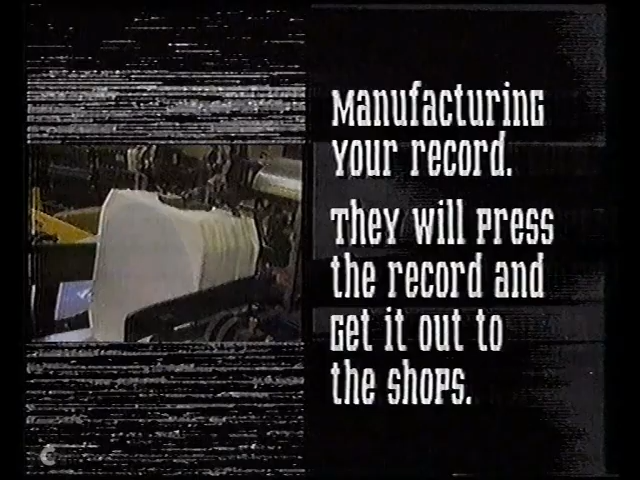 Manufacturing
your record.
They will press
the record and
Get it out to
the shops.